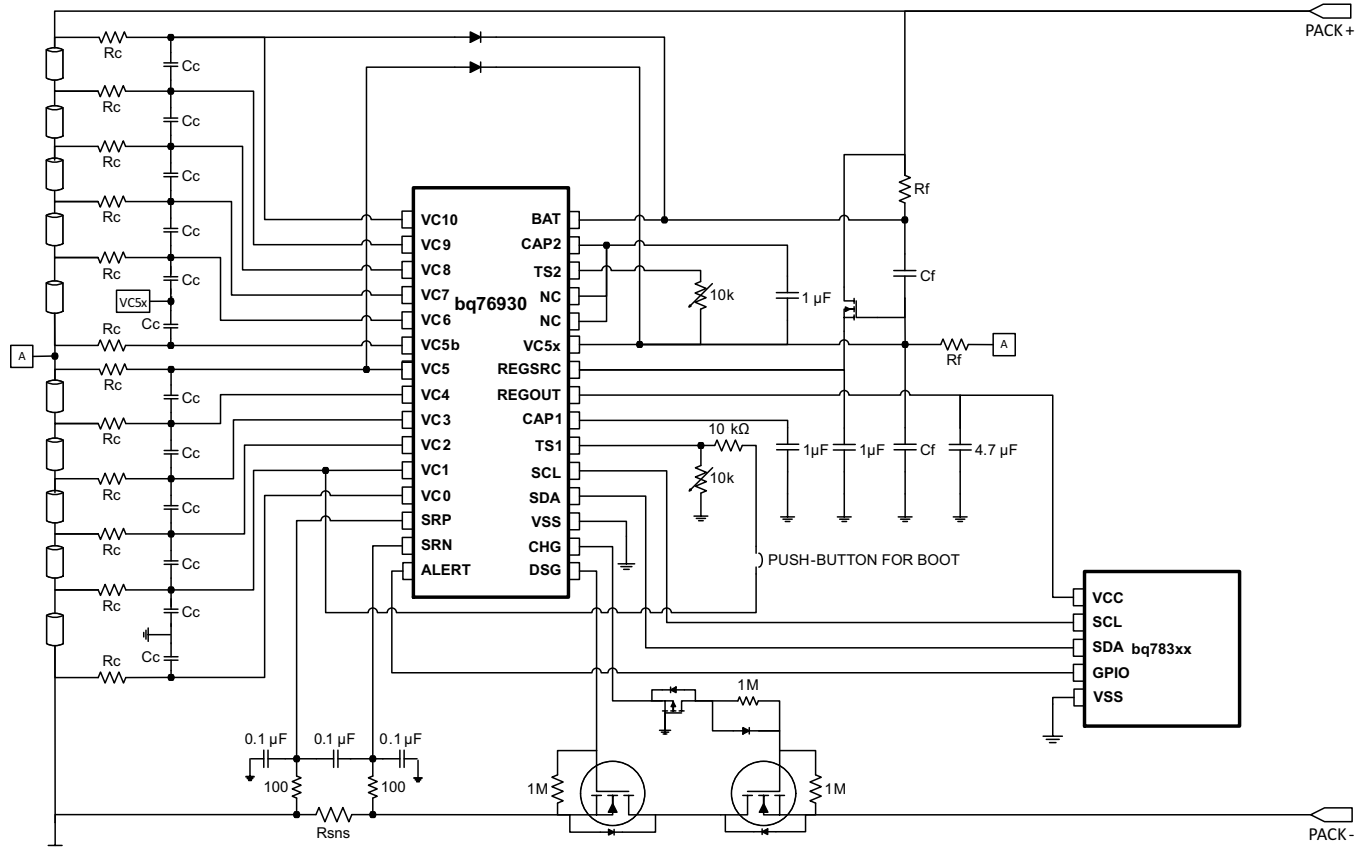 PACK+
Rc
Cc
Rc
Cc
Rc
Cc
Rc
Cc
Rc
Cc
VC5x
Cc
Rc
A
Rc
Cc
Rc
Cc
Rc
Cc
Rc
Cc
Rc
Cc
Cc
Rc
bq76930
VC10
VC9
VC8
VC7
VC6
VC5b
VC5
VC4
VC3
VC2
VC1
VC0
SRP
SRN
ALERT
BAT
CAP2
TS2
NC
NC
VC5x
REGSRC
REGOUT
CAP1
TS1
SCL
SDA
VSS
CHG
DSG
Rf
Cf
10k
1 µF
Rf
A
10 kΩ
10k
1µF
1µF
Cf
4.7 µF
PUSH-BUTTON FOR BOOT
VCC
SCL
SDA bq783xx
GPIO
VSS
1M
0.1 µF 0.1 µF 0.1 µF
100
100
1M
1M
Rsns
PACK-